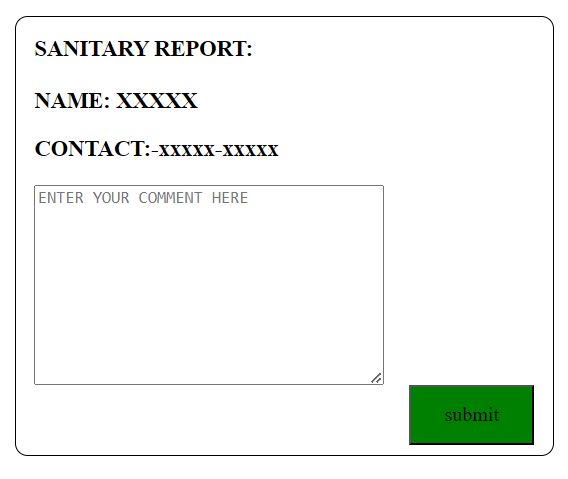 SANITARY REPORT:
NAME: XXXXX
CONTACT:-xxxxx-xxxxx
ENTER YOUR COMMENT HERE
submit